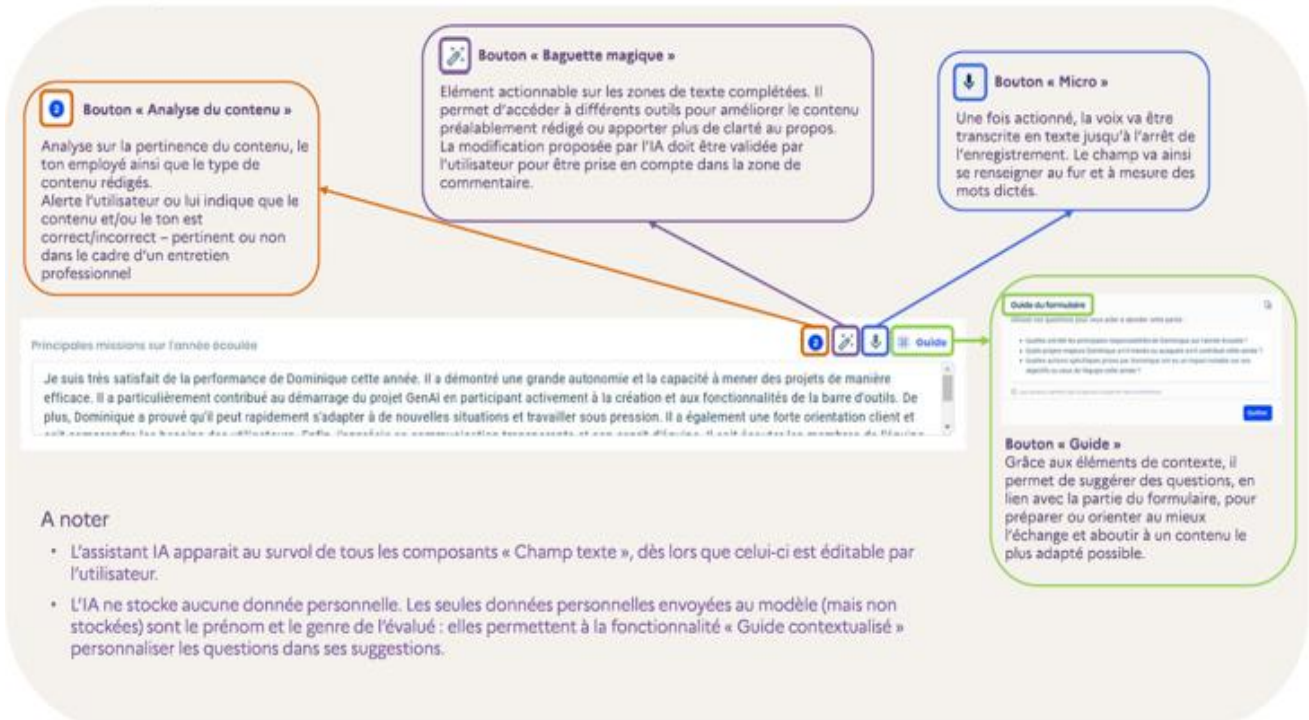 Bouton « Baguette magique »
Elément actionnable sur les zones de texte complétées. Il
permet d'accéder à différents outils pour améliorer le contenu
préalablement rédigé ou apporter plus de clarté au propos.
La modification proposée par l'IA doit être validée par
l'utilisateur pour être prise en compte dans la zone de
commentaire.
Bouton « Micro »
Une fois actionné, la voix va être
transcrite en texte jusqu'à l'arrêt de
l'enregistrement. Le champ va ainsi
se renseigner au fur et à mesure des
mots dictés.
2
Bouton « Analyse du contenu »
Analyse sur la pertinence du contenu, le
ton employé ainsi que le type de
contenu rédigés.
Alerte l'utilisateur ou lui indique que le
contenu et/ou le ton est
correct/incorrect – pertinent ou non
dans le cadre d'un entretien
professionnel
Principales missions sur l'année écoulée
2
Guide
Je suis très satisfait de la performance de Dominique cette année. Il a démontré une grande autonomie et la capacité à mener des projets de manière
efficace. Il a particulièrement contribué au démarrage du projet GenAI en participant activement à la création et aux fonctionnalités de la barre d'outils. De
plus, Dominique a prouvé qu'il peut rapidement s'adapter à de nouvelles situations et travailler sous pression. Il a également une forte orientation client et
Guide du formulaire
Quitter
Bouton « Guide »
Grâce aux éléments de contexte, il
permet de suggérer des questions, en
lien avec la partie du formulaire, pour
préparer ou orienter au mieux
l'échange et aboutir à un contenu le
plus adapté possible.
A noter
• L'assistant IA apparait au survol de tous les composants « Champ texte », dès lors que celui-ci est éditable par
l'utilisateur.
• L'IA ne stocke aucune donnée personnelle. Les seules données personnelles envoyées au modèle (mais non
stockées) sont le prénom et le genre de l'évalué : elles permettent à la fonctionnalité « Guide contextualisé »
personnaliser les questions dans ses suggestions.